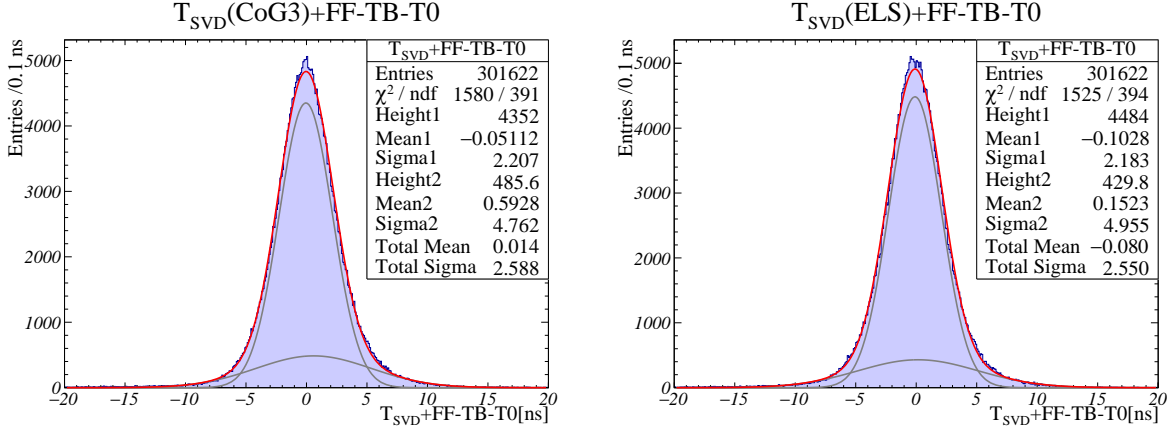 T_SVD(CoG3)+FF-TB-T0
Entries /0.1 ns
5000
4000
3000
2000
1000
0
−20 −15 −10 −5 0 5 10 15 20
T_SVD+FF-TB-T0[ns]
T_SVD+FF-TB-T0
Entries 301622
χ² / ndf 1580 / 391
Height1 4352
Mean1 −0.05112
Sigma1 2.207
Height2 485.6
Mean2 0.5928
Sigma2 4.762
Total Mean 0.014
Total Sigma 2.588
T_SVD(ELS)+FF-TB-T0
Entries /0.1 ns
5000
4000
3000
2000
1000
0
−20 −15 −10 −5 0 5 10 15 20
T_SVD+FF-TB-T0[ns]
T_SVD+FF-TB-T0
Entries 301622
χ² / ndf 1525 / 394
Height1 4484
Mean1 −0.1028
Sigma1 2.183
Height2 429.8
Mean2 0.1523
Sigma2 4.955
Total Mean −0.080
Total Sigma 2.550